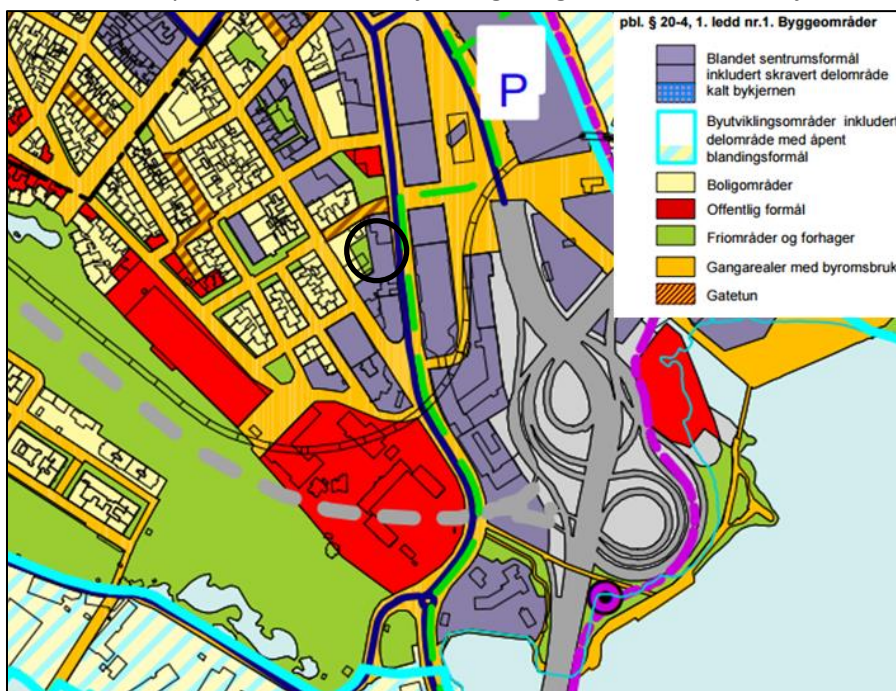 pbl. § 20-4, 1. ledd nr.1. Byggeområder
Blandet sentrumsformål
inkludert skravert delområde
kalt bykjernen
Byutviklingsområder inkludert
delområde med åpent
blandingsformål
Boligområder
Offentlig formål
Friområder og forhager
Gangarealer med byromsbruk
Gatetun
P